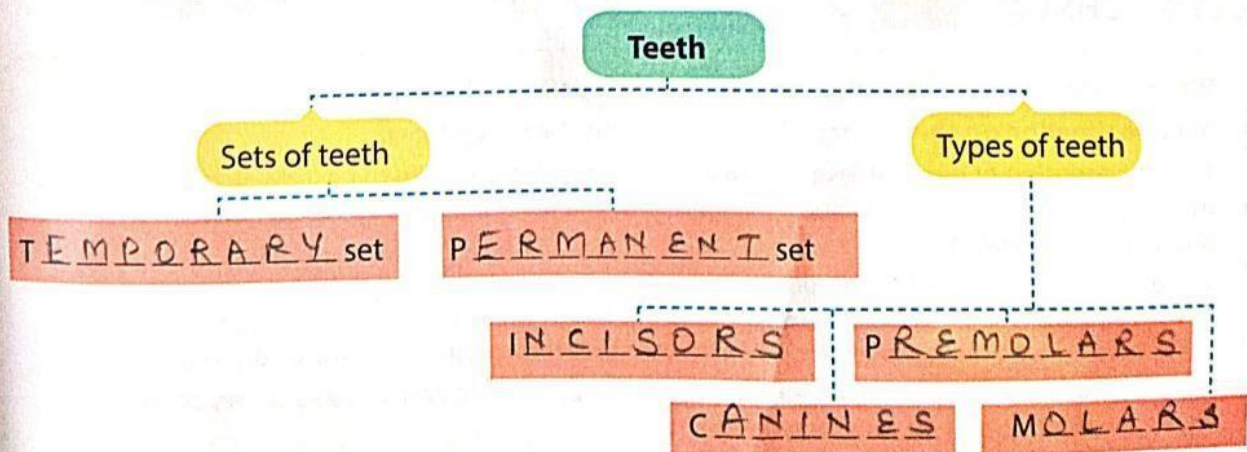 Teeth
Sets of teeth
Types of teeth
TEMPORARY set
PERMANENT set
INCISORS
PREMOLARS
CANINES
MOLARS